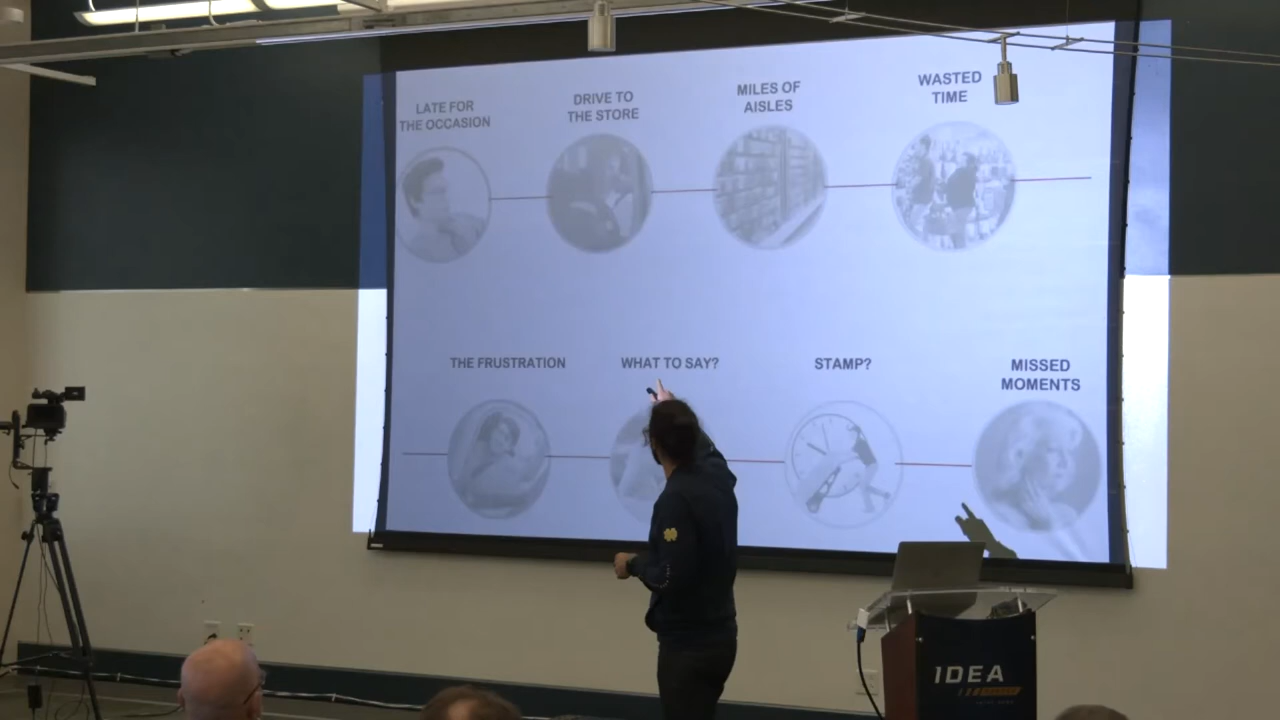 LATE FOR
THE OCCASION
DRIVE TO
THE STORE
MILES OF
AISLES
WASTED
TIME
THE FRUSTRATION
WHAT TO SAY?
STAMP?
MISSED
MOMENTS
IDEA